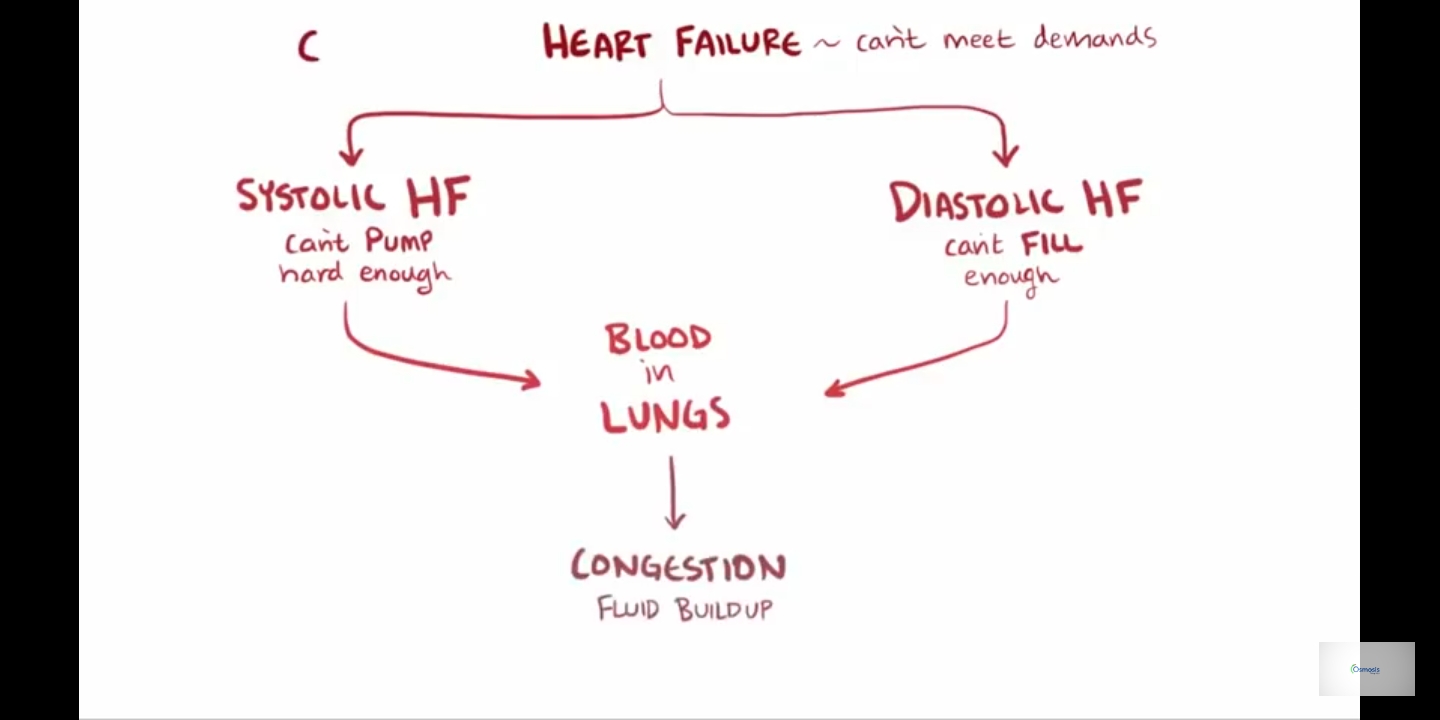 C
HEART FAILURE ~ can't meet demands
SYSTOLIC HF
can't PUMP
hard enough
DIASTOLIC HF
can't FILL
enough
BLOOD
in
LUNGS
CONGESTION
FLUID BUILDUP
Osmosis